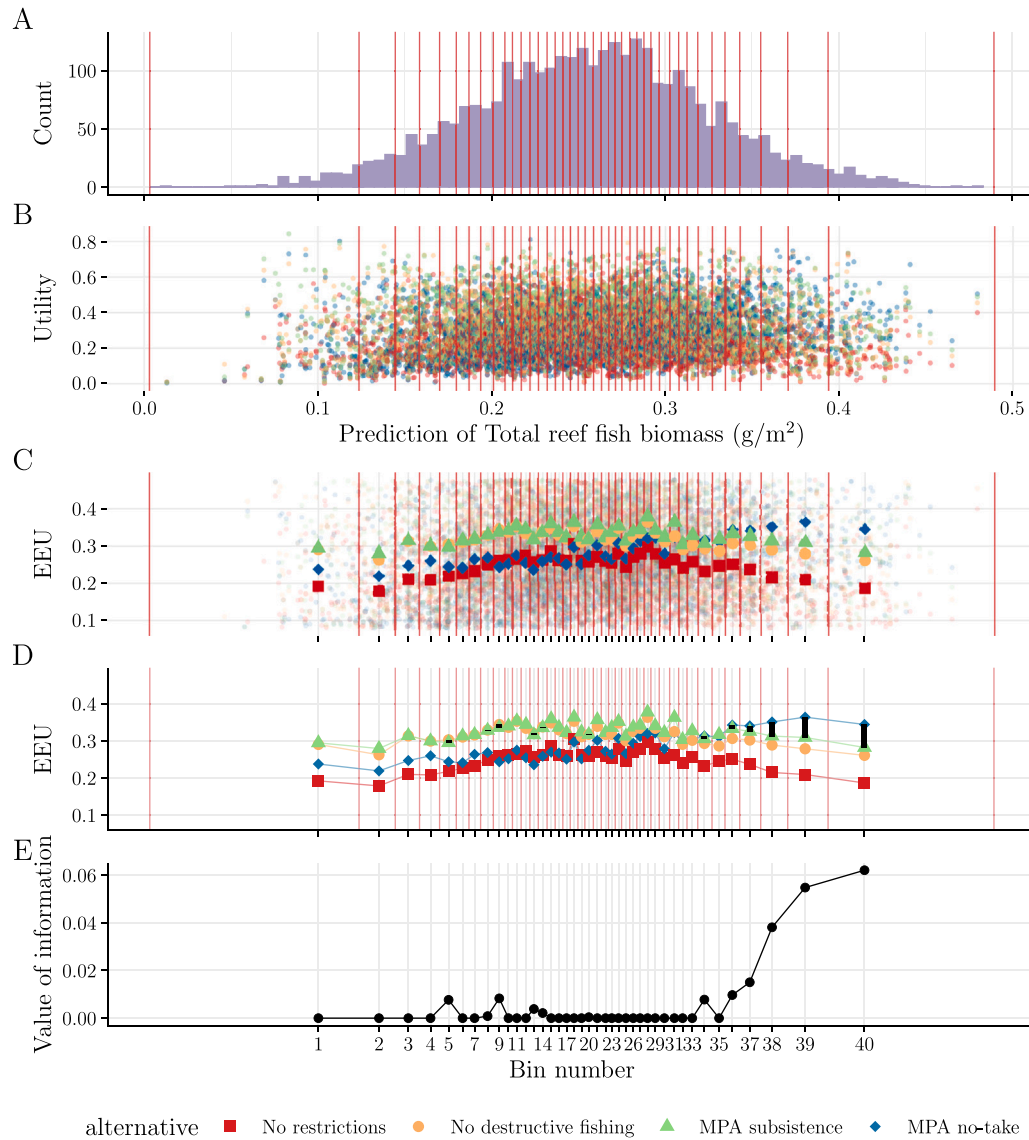 A
Count
100
50
0
B
Utility
0.8
0.6
0.4
0.2
0.0
0.0 0.1 0.2 0.3 0.4 0.5
Prediction of Total reef fish biomass (g/m²)
C
EEU
0.4
0.3
0.2
0.1
D
EEU
0.4
0.3
0.2
0.1
E
Value of information
0.06
0.04
0.02
0.00
1 2 3 4 5 7 9 11 14 17 20 23 26 29 31 33 35 37 38 39 40
Bin number
alternative No restrictions No destructive fishing MPA subsistence MPA no-take